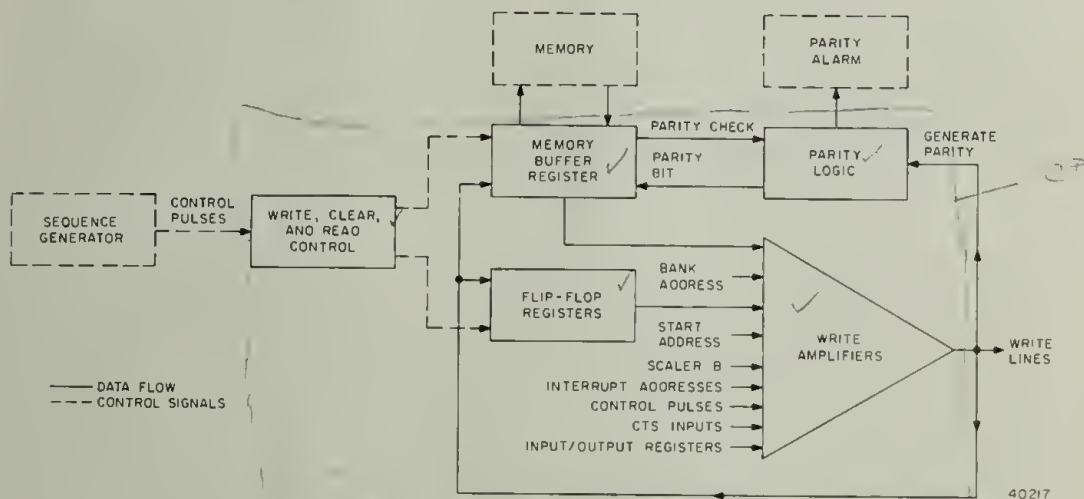 MEMORY
PARITY
ALARM
PARITY CHECK
GENERATE
PARITY
MEMORY
BUFFER
REGISTER
PARITY
BIT
PARITY
LOGIC
CONTROL
PULSES
SEQUENCE
GENERATOR
WRITE, CLEAR,
AND READ
CONTROL
FLIP-FLOP
REGISTERS
BANK
ADDRESS
START
ADDRESS
SCALER B
INTERRUPT ADDRESSES
CONTROL PULSES
CTS INPUTS
INPUT/OUTPUT REGISTERS
WRITE
AMPLIFIERS
WRITE
LINES
DATA FLOW
CONTROL SIGNALS
40217